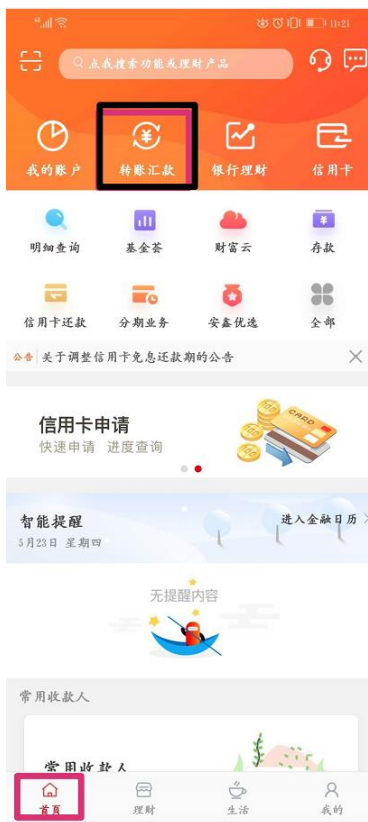 11:21
点我搜索功能或理财产品
我的账户 转账汇款 银行理财 信用卡
明细查询 基金荟 财富云 存款
信用卡还款 分期业务 安鑫优选 全部
公告 关于调整信用卡免息还款期的公告
信用卡申请
快速申请 进度查询
CARD
智能提醒
进入金融日历
5月23日 星期四
无提醒内容
常用收款人
常用收款人
首页 理财 生活 我的